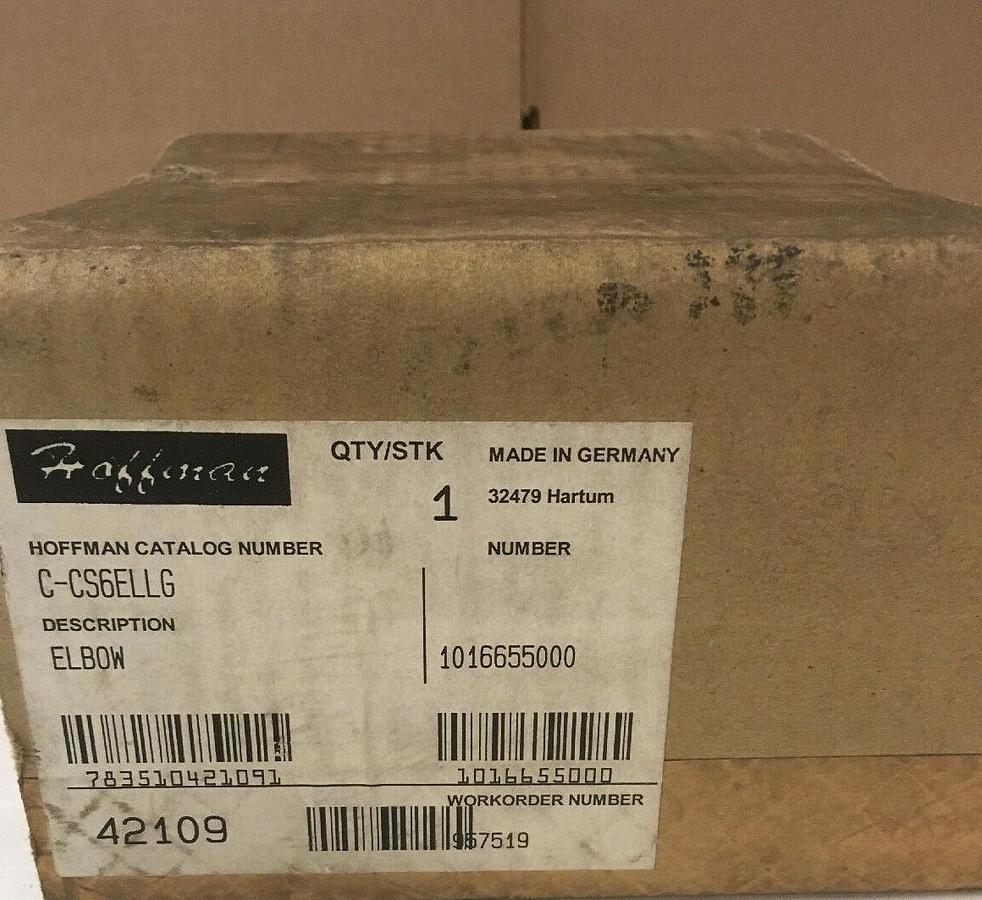 Hoffman
QTY/STK
1
MADE IN GERMANY
32479 Hartum
HOFFMAN CATALOG NUMBER
C-CS6ELLG
DESCRIPTION
ELBOW
NUMBER
1016655000
783510421091
1016655000
WORKORDER NUMBER
42109
957519